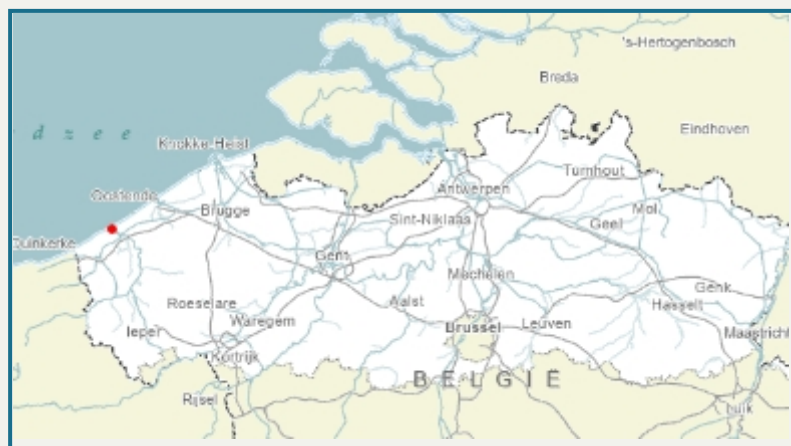 's-Hertogenbosch
Breda
d z e e
Eindhoven
Knokke-Heist
Turnhout
Antwerpen
Oostende
Brugge
Mol
Sint-Niklaas
Geel
Duinkerke
Gent
Mechelen
Genk
Roeselare
Aalst
Hasselt
Waregem
Brussel
Leuven
Ieper
Maastricht
Kortrijk
BELGIË
Rijsel
Luik